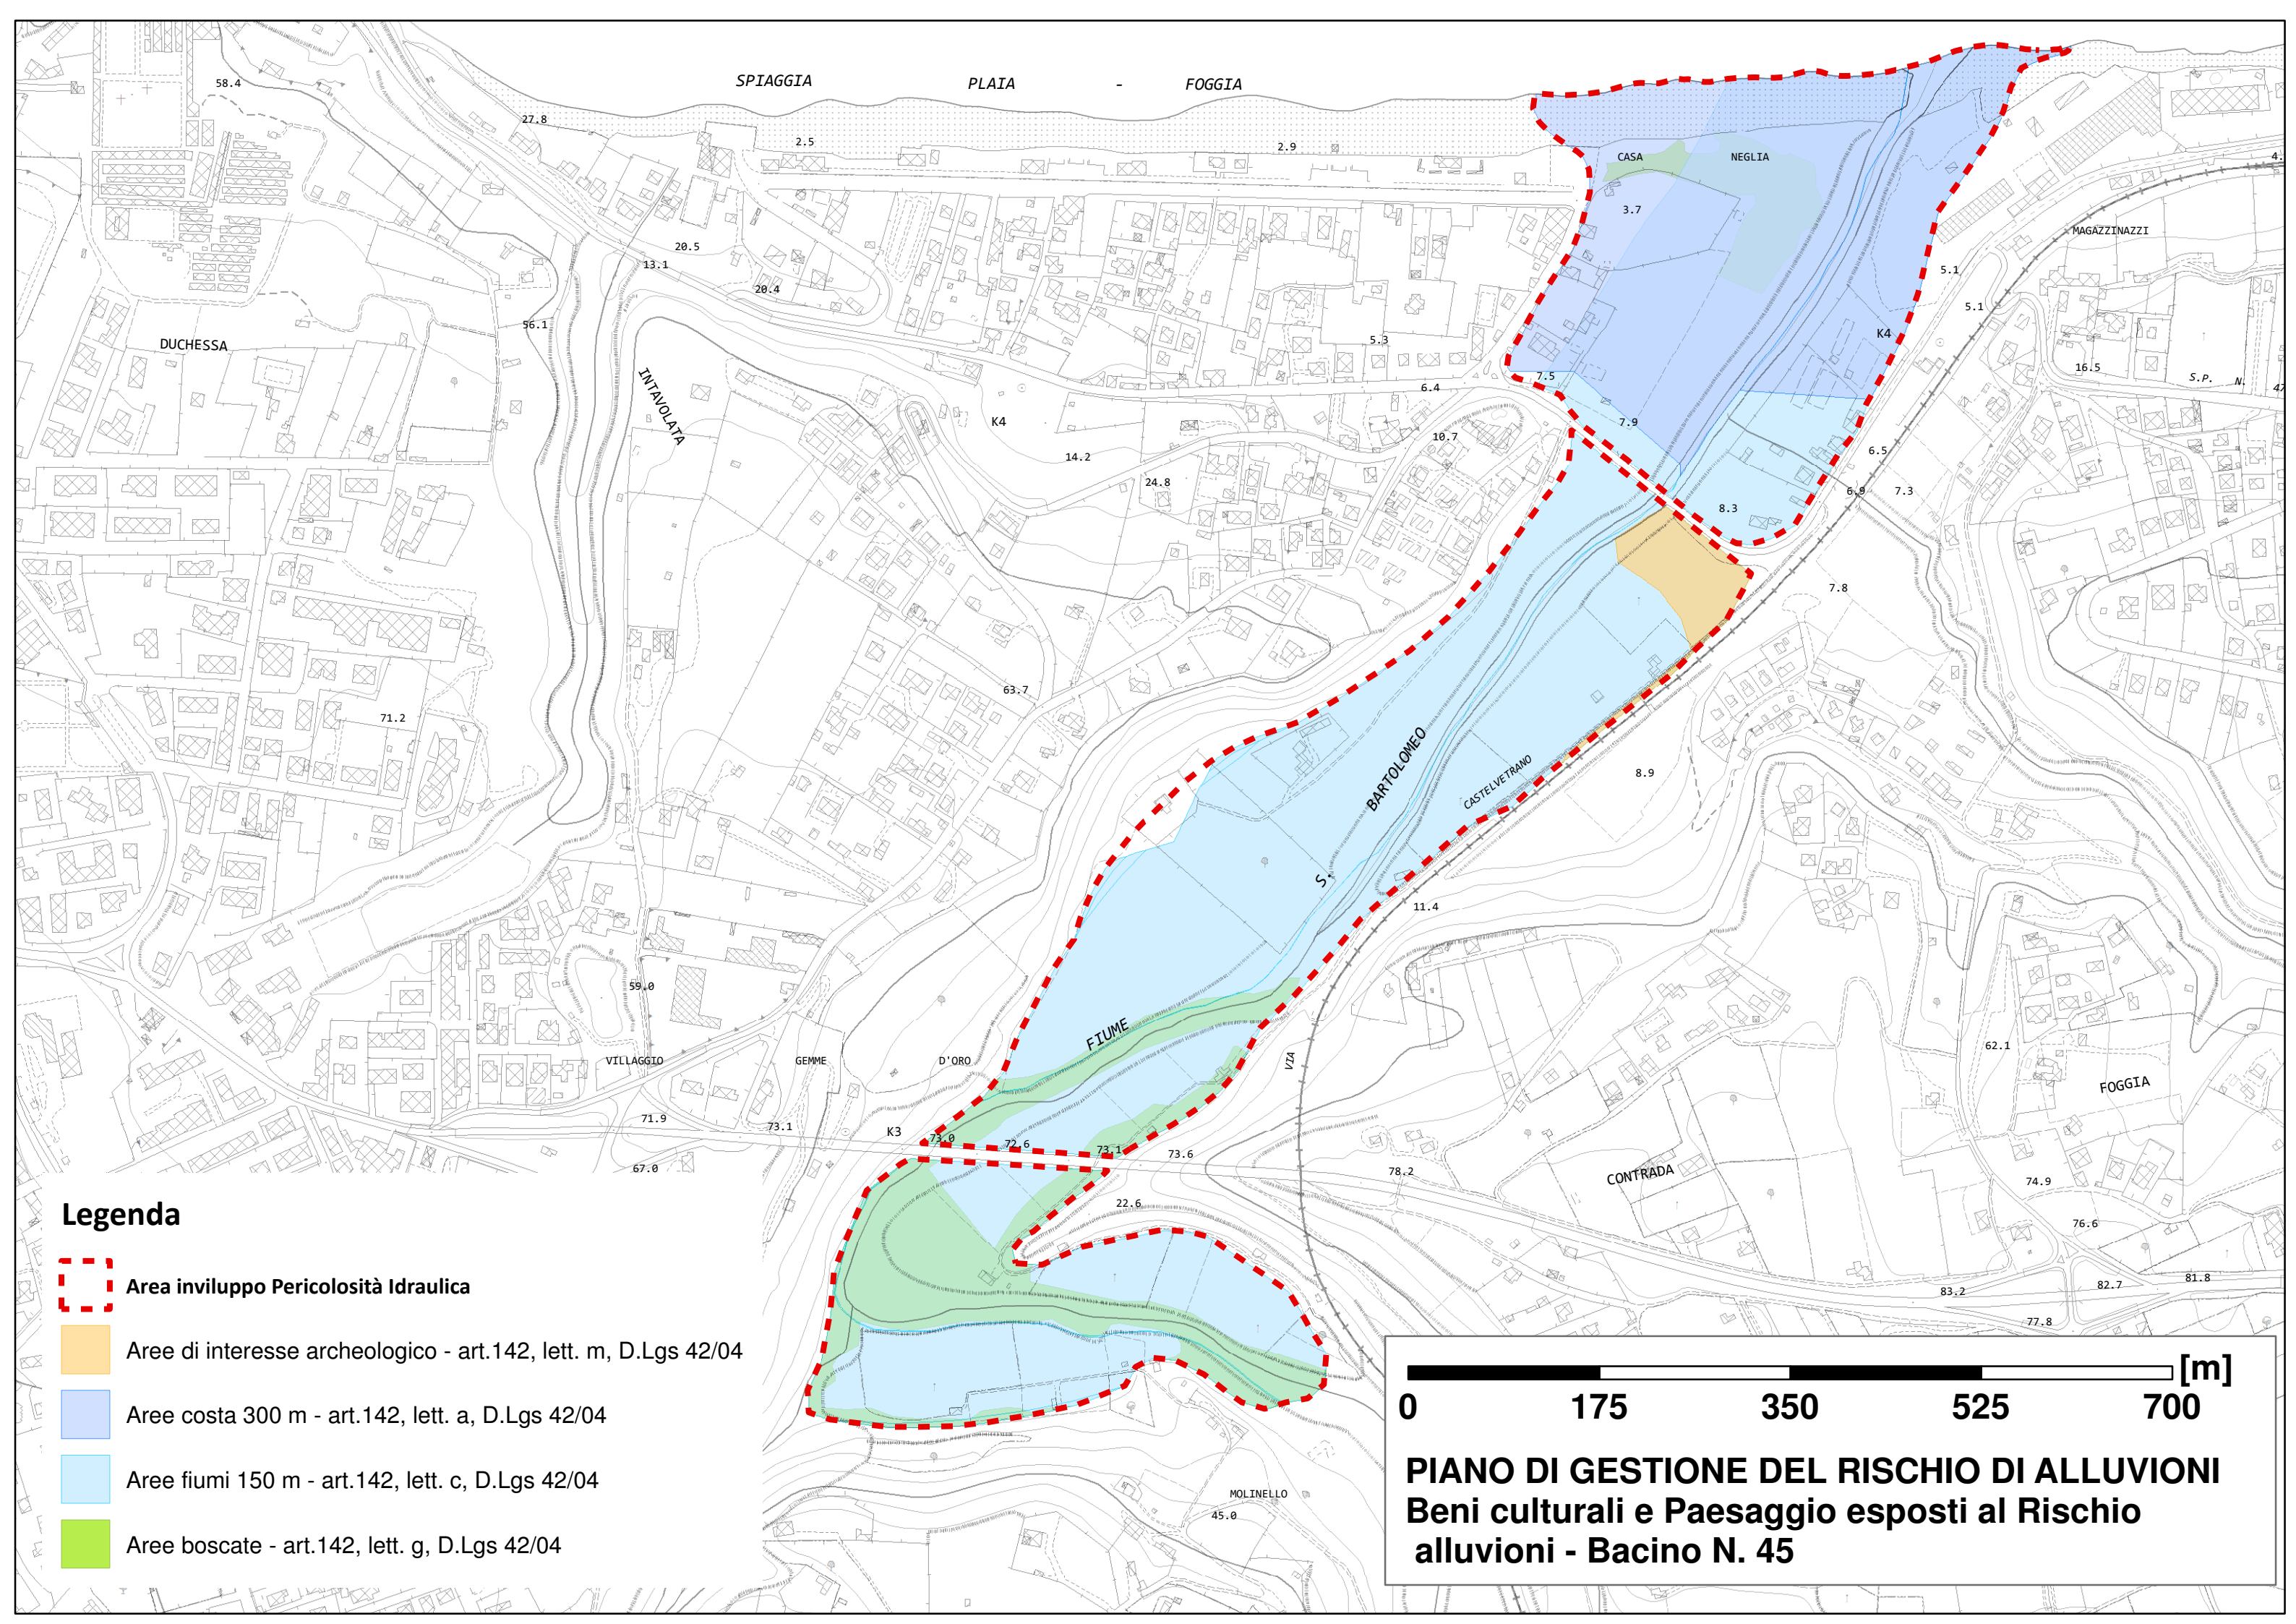 58.4
SPIAGGIA PLAIA - FOGGIA
27.8
2.5
2.9
CASA NEGLIA
4.
3.7
MAGAZZINAZZI
20.5
13.1
20.4
5.1
5.1
56.1
DUCHESSA
5.3
K4
INTAVOLATA
7.5
6.4
16.5
S.P. N. 47
K4
7.9
10.7
14.2
24.8
6.5
6.9
7.3
8.3
7.8
63.7
71.2
8.9
CASTELVETRANO
FIUME S. BARTOLOMEO
11.4
59.0
VILLAGGIO GEMME D'ORO
VIA
62.1
FOGGIA
71.9
73.1
K3
73.0
72.6
73.1
73.6
67.0
78.2
CONTRADA
74.9
22.6
76.6
83.2
82.7
81.8
77.8
MOLINELLO
45.0
Legenda
Area inviluppo Pericolosità Idraulica
Aree di interesse archeologico - art.142, lett. m, D.Lgs 42/04
Aree costa 300 m - art.142, lett. a, D.Lgs 42/04
Aree fiumi 150 m - art.142, lett. c, D.Lgs 42/04
Aree boscate - art.142, lett. g, D.Lgs 42/04
[m]
0 175 350 525 700
PIANO DI GESTIONE DEL RISCHIO DI ALLUVIONI
Beni culturali e Paesaggio esposti al Rischio
alluvioni - Bacino N. 45